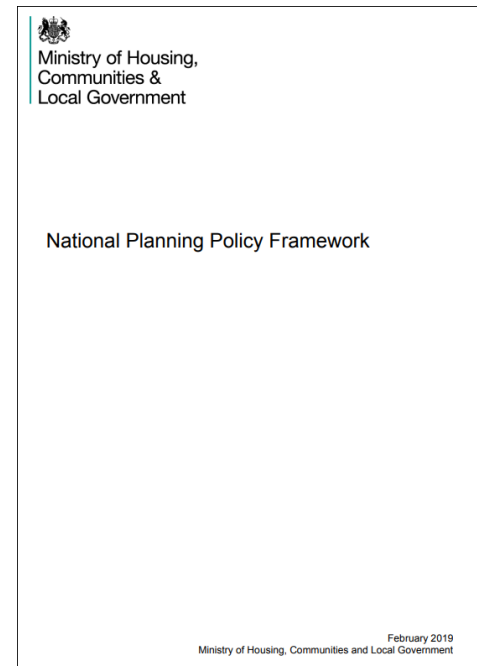 Ministry of Housing,
Communities &
Local Government
National Planning Policy Framework
February 2019
Ministry of Housing, Communities and Local Government